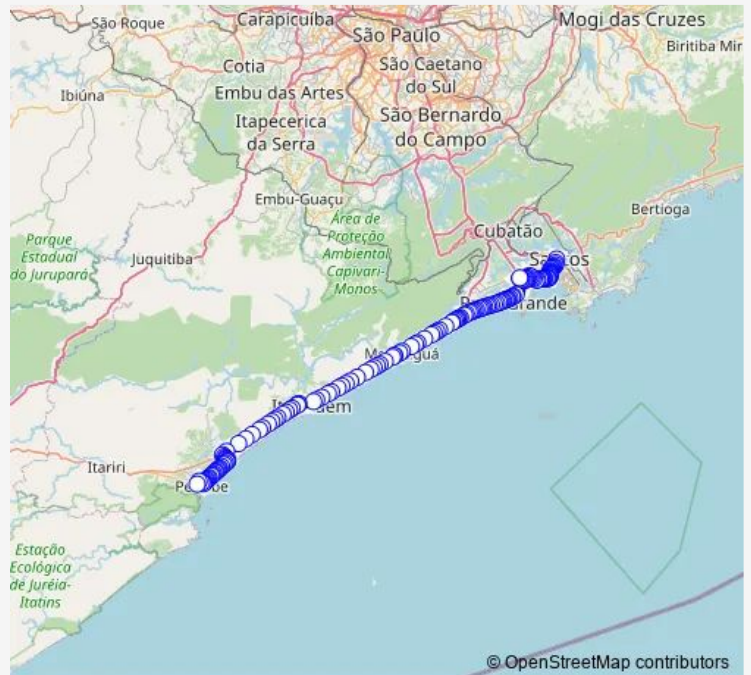 São Roque
Carapicuíba
Mogi das Cruzes
São Paulo
Biritiba Mir
Cotia
São Caetano
do Sul
Ibiúna
Embu das Artes
Itapecerica
da Serra
São Bernardo
do Campo
Embu-Guaçu
Bertioga
Área de
Proteção
Ambiental
Capivari-
Monos
Cubatão
Parque
Estadual
do Jurupará
Juquitiba
Itariri
Estação
Ecológica
de Juréia-
Itatins
© OpenStreetMap contributors